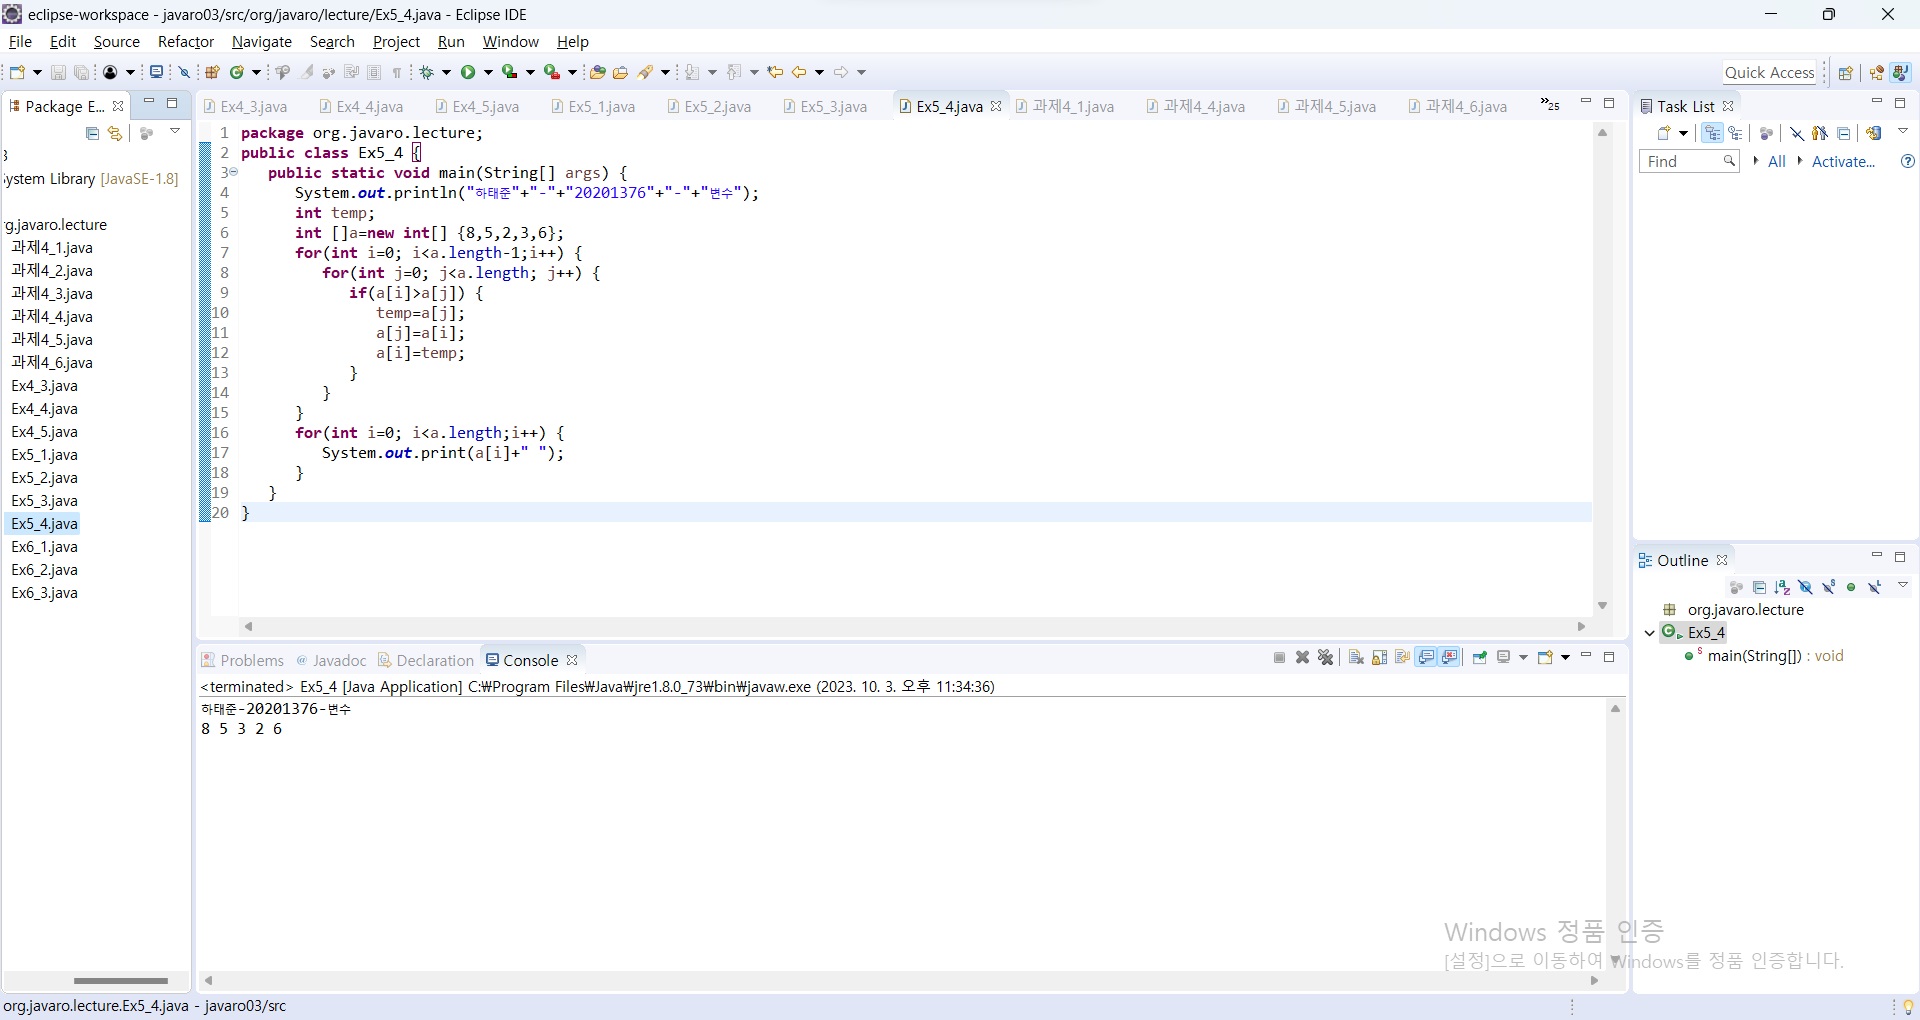 eclipse-workspace - javaro03/src/org/javaro/lecture/Ex5_4.java - Eclipse IDE
File Edit Source Refactor Navigate Search Project Run Window Help
Quick Access
Package E...
Ex4_3.java Ex4_4.java Ex4_5.java Ex5_1.java Ex5_2.java Ex5_3.java Ex5_4.java 과제4_1.java 과제4_4.java 과제4_5.java 과제4_6.java »25
Task List
Find All Activate...
3
ystem Library [JavaSE-1.8]
g.javaro.lecture
과제4_1.java
과제4_2.java
과제4_3.java
과제4_4.java
과제4_5.java
과제4_6.java
Ex4_3.java
Ex4_4.java
Ex4_5.java
Ex5_1.java
Ex5_2.java
Ex5_3.java
Ex5_4.java
Ex6_1.java
Ex6_2.java
Ex6_3.java
1 package org.javaro.lecture;
2 public class Ex5_4 {
3 public static void main(String[] args) {
4 System.out.println("하태준"+"-"+"20201376"+"-"+"변수");
5 int temp;
6 int []a=new int[] {8,5,2,3,6};
7 for(int i=0; i<a.length-1;i++) {
8 for(int j=0; j<a.length; j++) {
9 if(a[i]>a[j]) {
10 temp=a[j];
11 a[j]=a[i];
12 a[i]=temp;
13 }
14 }
15 }
16 for(int i=0; i<a.length;i++) {
17 System.out.print(a[i]+" ");
18 }
19 }
20 }
Outline
org.javaro.lecture
Ex5_4
main(String[]) : void
Problems @ Javadoc Declaration Console
<terminated> Ex5_4 [Java Application] C:₩Program Files₩Java₩jre1.8.0_73₩bin₩javaw.exe (2023. 10. 3. 오후 11:34:36)
하태준-20201376-변수
8 5 3 2 6
Windows 정품 인증
[설정]으로 이동하여 Windows를 정품 인증합니다.
org.javaro.lecture.Ex5_4.java - javaro03/src